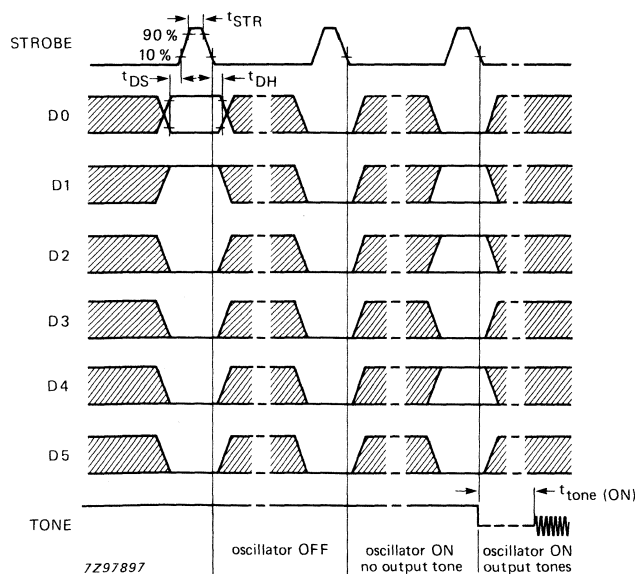 tSTR
STROBE
90 %
10 %
tDS
tDH
D0
D1
D2
D3
D4
D5
ttone (ON)
TONE
oscillator OFF
oscillator ON
no output tone
oscillator ON
output tones
7Z97897